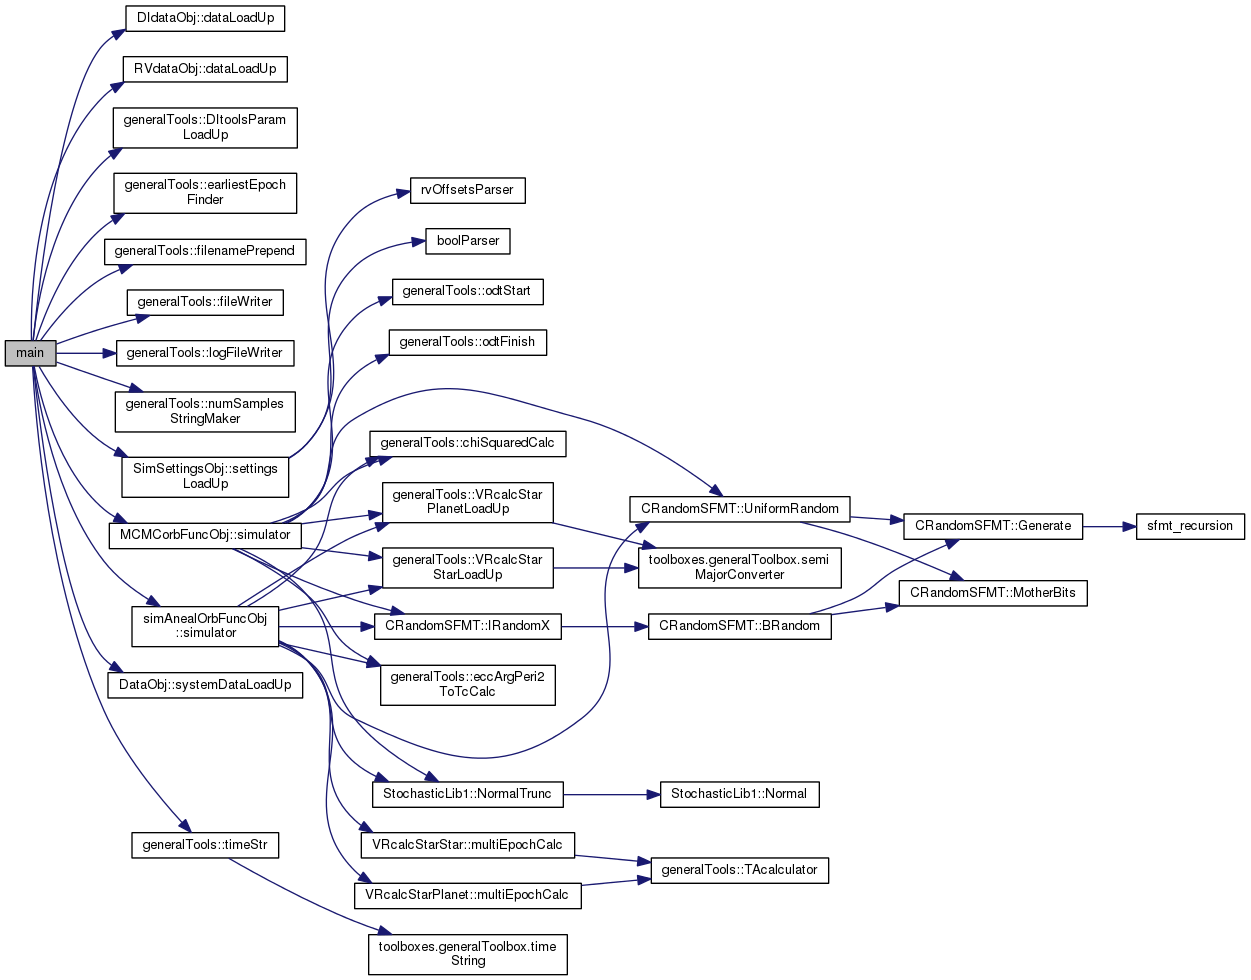 main
DIdataObj::dataLoadUp
RVdataObj::dataLoadUp
generalTools::DItoolsParam
LoadUp
generalTools::earliestEpoch
Finder
generalTools::filenamePrepend
generalTools::fileWriter
generalTools::logFileWriter
generalTools::numSamples
StringMaker
SimSettingsObj::settings
LoadUp
MCMCorbFuncObj::simulator
simAnealOrbFuncObj
::simulator
DataObj::systemDataLoadUp
generalTools::timeStr
rvOffsetsParser
boolParser
generalTools::odtStart
generalTools::odtFinish
generalTools::chiSquaredCalc
generalTools::VRcalcStar
PlanetLoadUp
generalTools::VRcalcStar
StarLoadUp
CRandomSFMT::IRandomX
generalTools::eccArgPeri2
ToTcCalc
StochasticLib1::NormalTrunc
VRcalcStarStar::multiEpochCalc
VRcalcStarPlanet::multiEpochCalc
toolboxes.generalToolbox.time
String
CRandomSFMT::UniformRandom
toolboxes.generalToolbox.semi
MajorConverter
CRandomSFMT::BRandom
StochasticLib1::Normal
generalTools::TAcalculator
CRandomSFMT::Generate
CRandomSFMT::MotherBits
sfmt_recursion